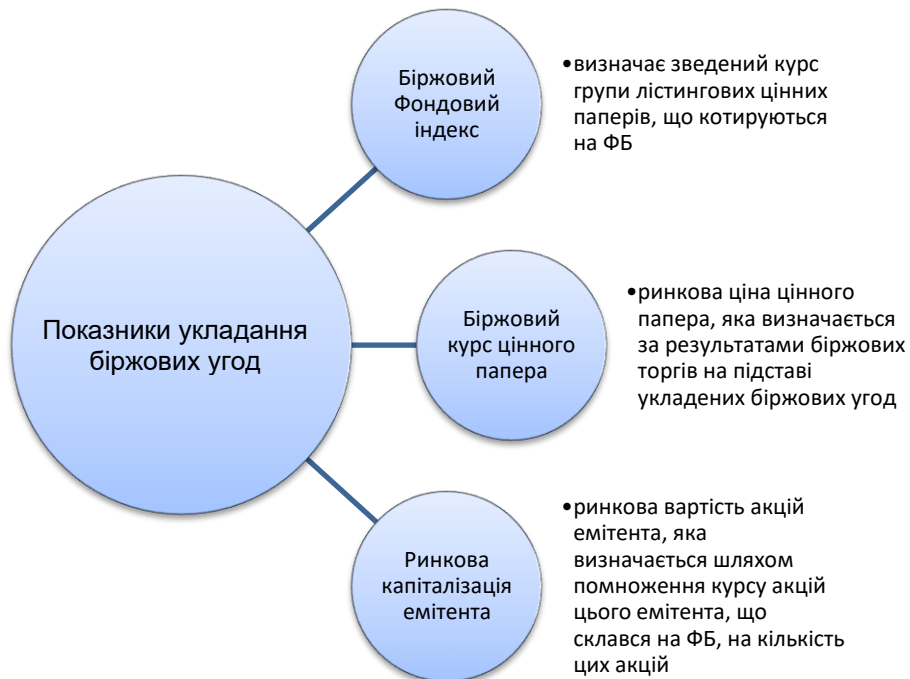 Показники укладання
біржових угод
Біржовий
Фондовий
індекс
•визначає зведений курс
групи лістингових цінних
паперів, що котируються
на ФБ
Біржовий
курс цінного
папера
•ринкова ціна цінного
папера, яка визначається
за результатами біржових
торгів на підставі
укладених біржових угод
Ринкова
капіталізація
емітента
•ринкова вартість акцій
емітента, яка
визначається шляхом
помноження курсу акцій
цього емітента, що
склався на ФБ, на кількість
цих акцій